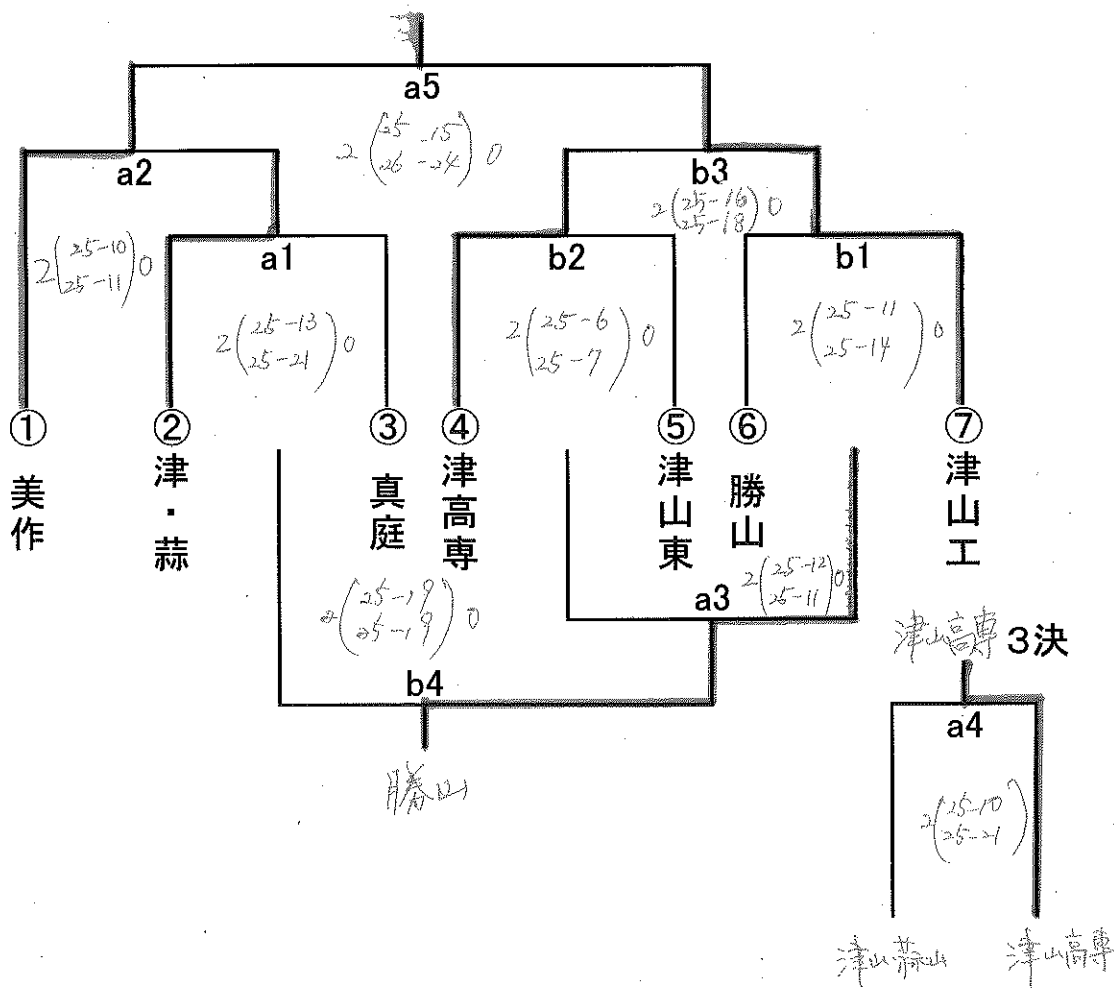 a5
2 (25 -15 0
26 -24)
a2
b3
2 (25-16 0
25-18)
2 (25-10 0
25-11)
a1
b2
b1
2 (25-13 0
25-21)
2 (25-6 0
25-7)
2 (25-11 0
25-14)
① ② ③ ④ ⑤ ⑥ ⑦
美作
津・蒜
真庭
津高専
津山東
勝山
津山工
2 (25-19 0
25-19)
a3
2 (25-12 0
25-11)
b4
勝山
津山高専 3決
a4
2 (25-10
25-21)
津山蒜山 津山高専